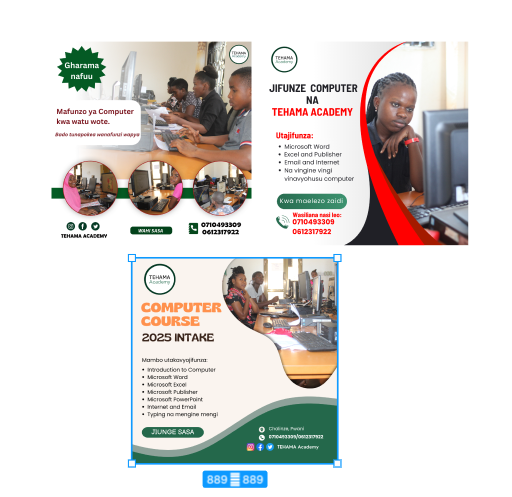 Gharama
nafuu
TEHAMA
Academy
Mafunzo ya Computer
kwa watu wote.
Bado tunapokea wanafunzi wapya
TEHAMA ACADEMY
WAHI SASA
0710493309
0612317922
TEHAMA
Academy
JIFUNZE COMPUTER
NA
TEHAMA ACADEMY
Utajifunza:
• Microsoft Word
• Excel and Publisher
• Email and Internet
• Na vingine vingi
vinavyohusu computer
Kwa maelezo zaidi
Wasiliana nasi leo:
0710493309
0612317922
TEHAMA
Academy
COMPUTER
COURSE
2025 INTAKE
Mambo utakavyojifunza:
• Introduction to Computer
• Microsoft Word
• Microsoft Excel
• Microsoft Publisher
• Microsoft PowerPoint
• Internet and Email
• Typing na mengine mengi
JIUNGE SASA
Chalinze, Pwani
0710493309/0612317922
TEHAMA Academy
889 889